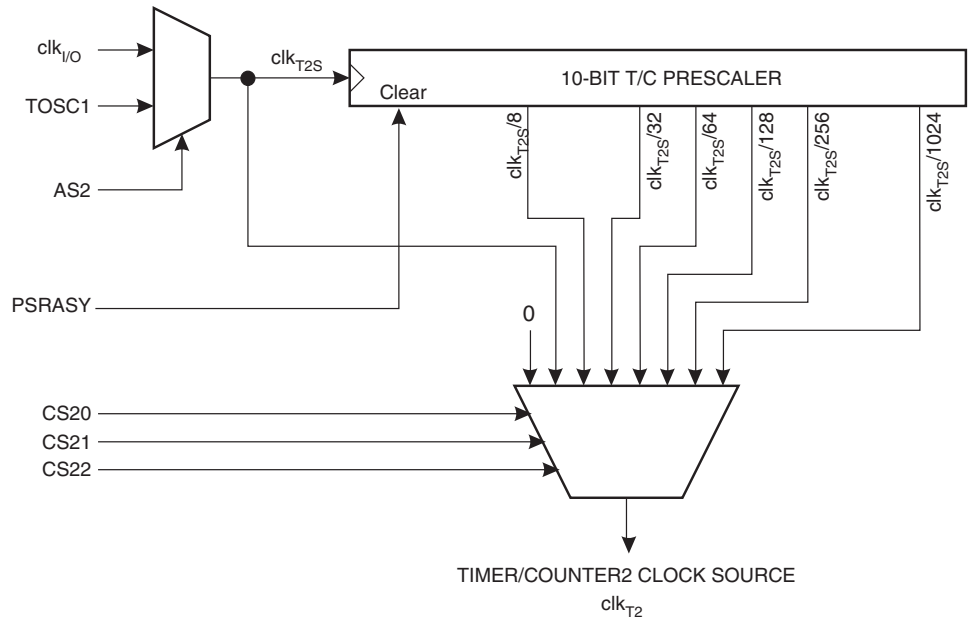 clkI/O
TOSC1
AS2
clkT2S
10-BIT T/C PRESCALER
Clear
clkT2S/8
clkT2S/32
clkT2S/64
clkT2S/128
clkT2S/256
clkT2S/1024
PSRASY
0
CS20
CS21
CS22
TIMER/COUNTER2 CLOCK SOURCE
clkT2